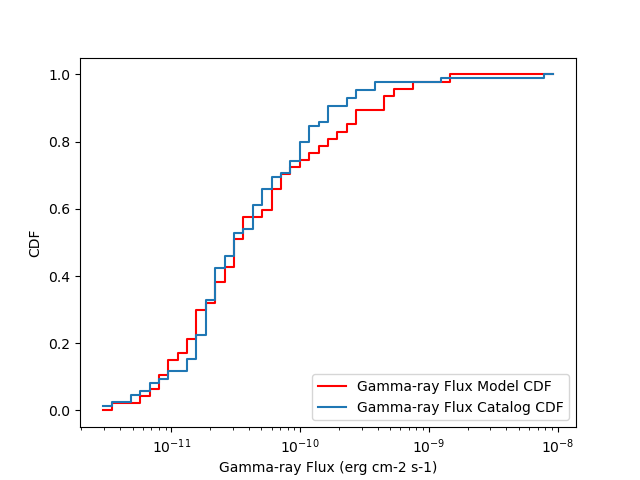 1.0
0.8
0.6
0.4
0.2
0.0
CDF
10⁻¹¹
10⁻¹⁰
10⁻⁹
10⁻⁸
Gamma-ray Flux (erg cm-2 s-1)
Gamma-ray Flux Model CDF
Gamma-ray Flux Catalog CDF